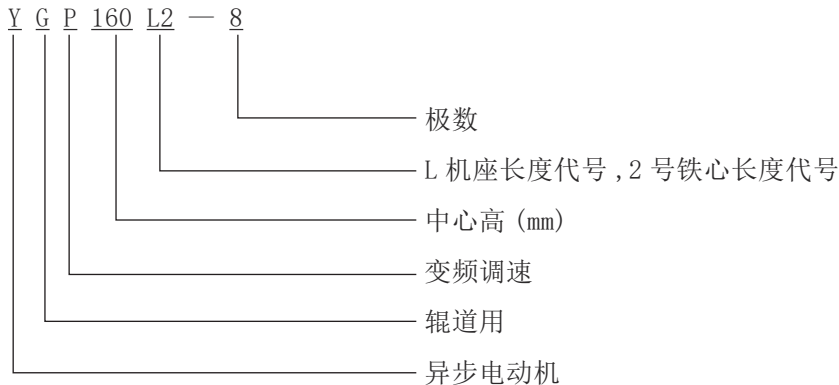 Y G P 160 L2 — 8
极数
L 机座长度代号,2 号铁心长度代号
中心高 (mm)
变频调速
辊道用
异步电动机